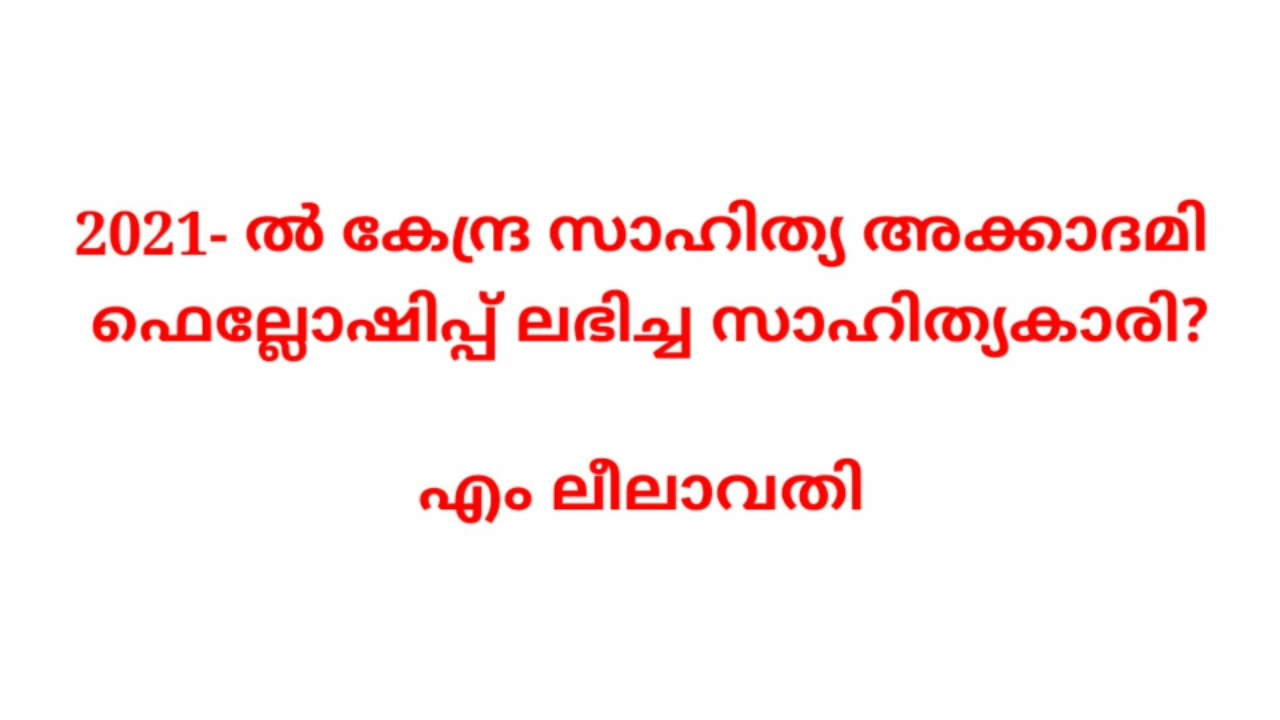 2021- ൽ കേന്ദ്ര സാഹിത്യ അക്കാദമി
ഫെല്ലോഷിപ്പ് ലഭിച്ച സാഹിത്യകാരി?
എം ലീലാവതി